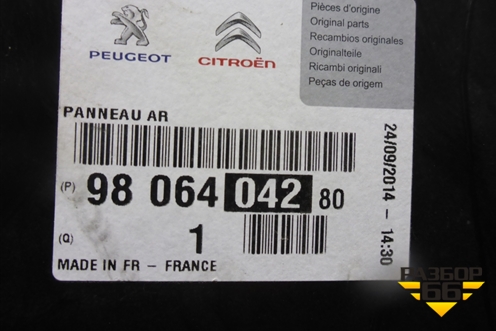 PEUGEOT
CITROËN
Pièces d'origine
Original parts
Recambios originales
Originalteile
Ricambi originali
Peças de origem
PANNEAU AR
(P) 98 064 042 80
(Q) 1
MADE IN FR – FRANCE
24/09/2014 – 14:30
РАЗБОР
66